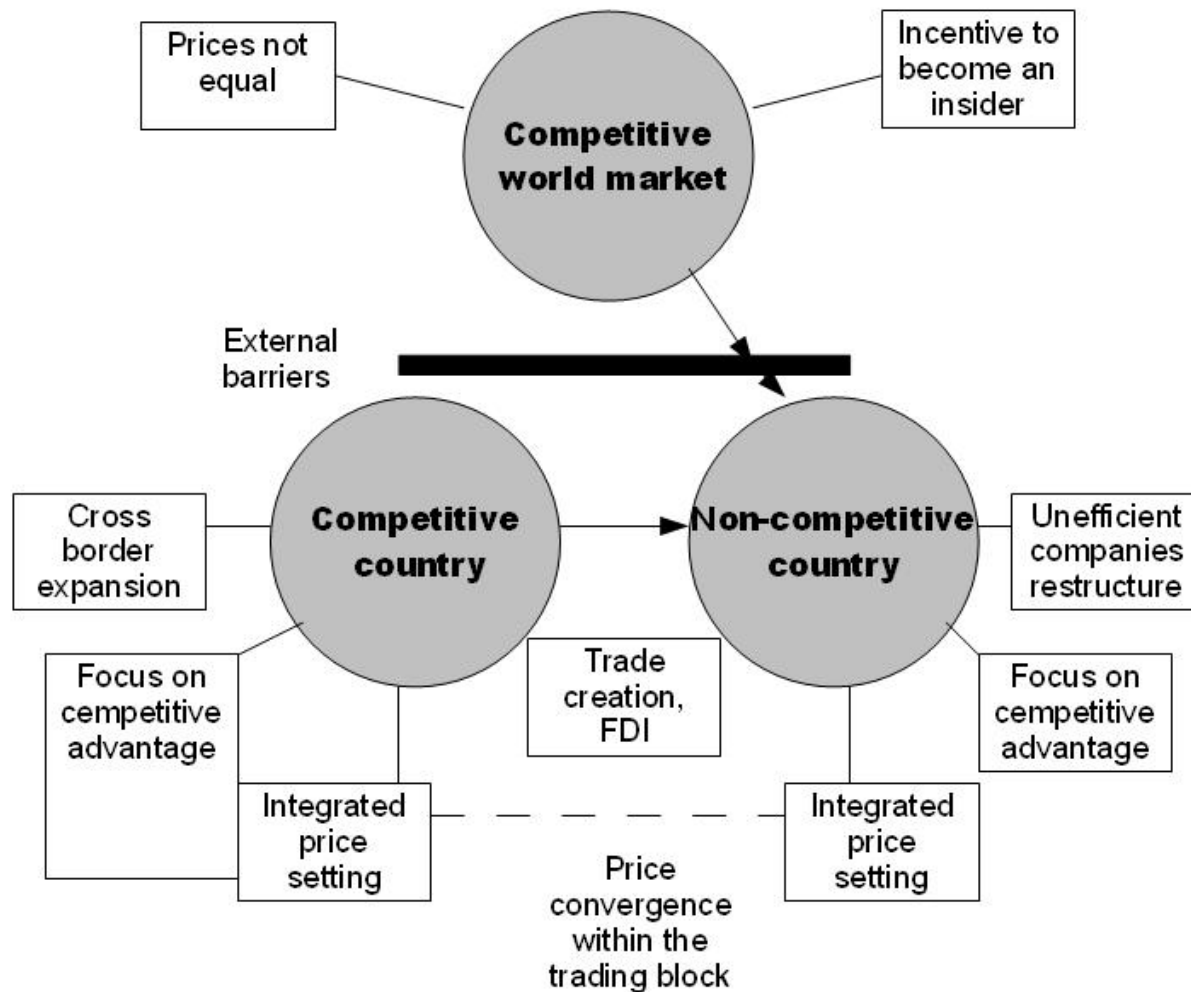 Prices not
equal
Incentive to
become an
insider
Competitive
world market
External
barriers
Cross
border
expansion
Competitive
country
Non-competitive
country
Unefficient
companies
restructure
Focus on
cempetitive
advantage
Trade
creation,
FDI
Focus on
cempetitive
advantage
Integrated
price
setting
Integrated
price
setting
Price
convergence
within the
trading block